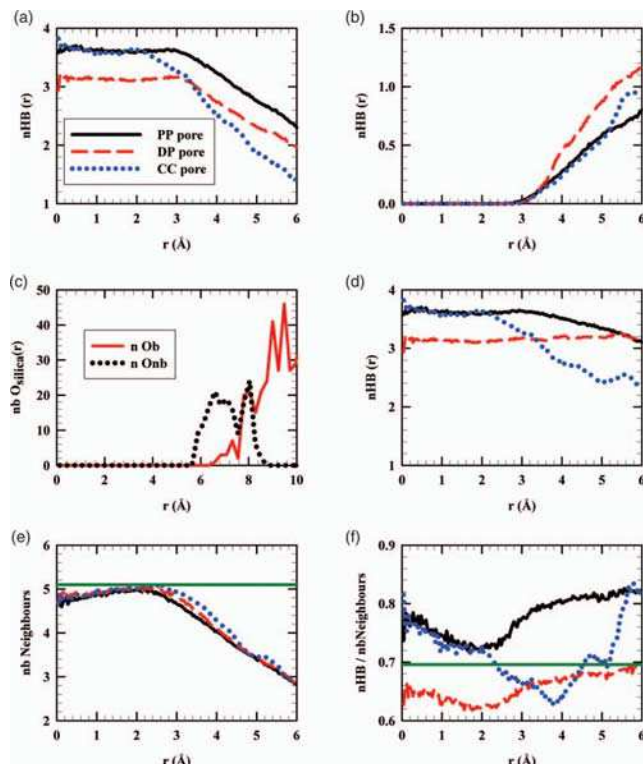 (a)
4
3
2
1
nHB (r)
PP pore
DP pore
CC pore
0 1 2 3 4 5 6
r (Å)
(b)
1.5
1.0
0.5
0.0
nHB (r)
0 1 2 3 4 5 6
r (Å)
(c)
50
40
30
20
10
0
nb Osilica(r)
n Ob
n Onb
0 2 4 6 8 10
r (Å)
(d)
4
3
2
1
nHB (r)
0 1 2 3 4 5 6
r (Å)
(e)
6
5
4
3
2
nb Neighbours
0 1 2 3 4 5 6
r (Å)
(f)
0.9
0.8
0.7
0.6
nHB / nbNeighbours
0 1 2 3 4 5 6
r (Å)